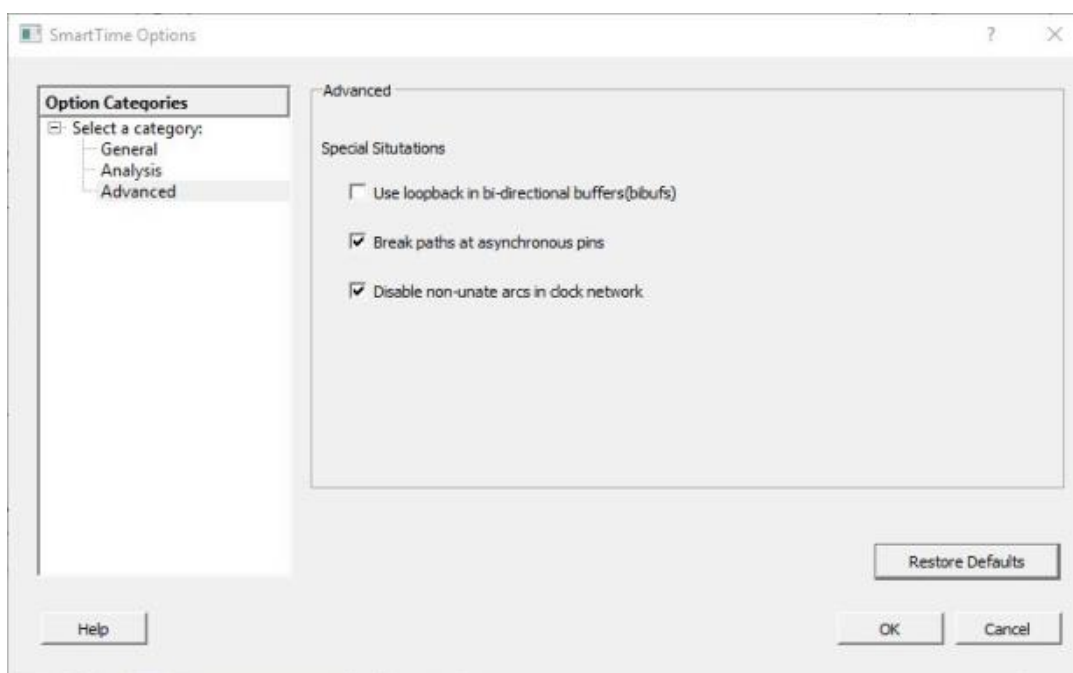 SmartTime Options
Option Categories
Select a category:
General
Analysis
Advanced
Advanced
Special Situtations
Use loopback in bi-directional buffers(bibufs)
Break paths at asynchronous pins
Disable non-unate arcs in clock network
Restore Defaults
Help
OK
Cancel